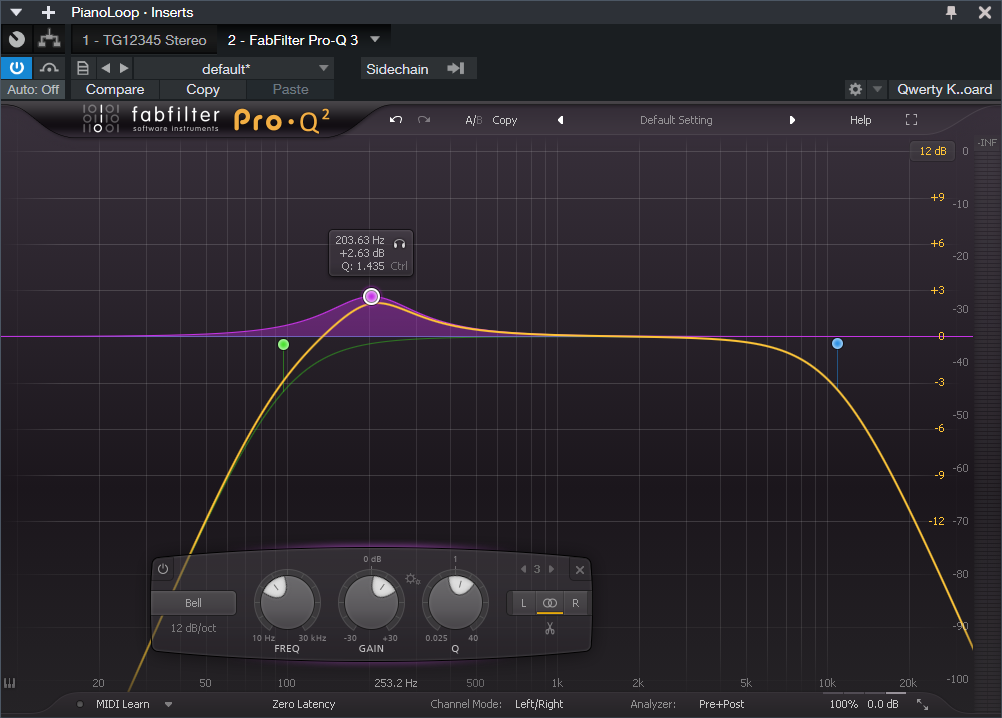 PianoLoop · Inserts
1 - TG12345 Stereo
2 - FabFilter Pro-Q 3
default*
Sidechain
Auto: Off
Compare
Copy
Paste
Qwerty K..oard
fabfilter
software instruments
Pro·Q²
A/B
Copy
Default Setting
Help
-INF
12 dB
0
+9
-10
+6
-20
203.63 Hz
+2.63 dB
Q: 1.435
Ctrl
+3
-30
0
-40
-3
-50
-6
-60
-9
-12
-70
-80
-90
-100
0 dB
1
3
Bell
L
R
12 dB/oct
10 Hz
30 kHz
-30
+30
0.025
40
FREQ
GAIN
Q
20
50
100
253.2 Hz
500
1k
2k
5k
10k
20k
MIDI Learn
Zero Latency
Channel Mode:
Left/Right
Analyzer:
Pre+Post
100%
0.0 dB